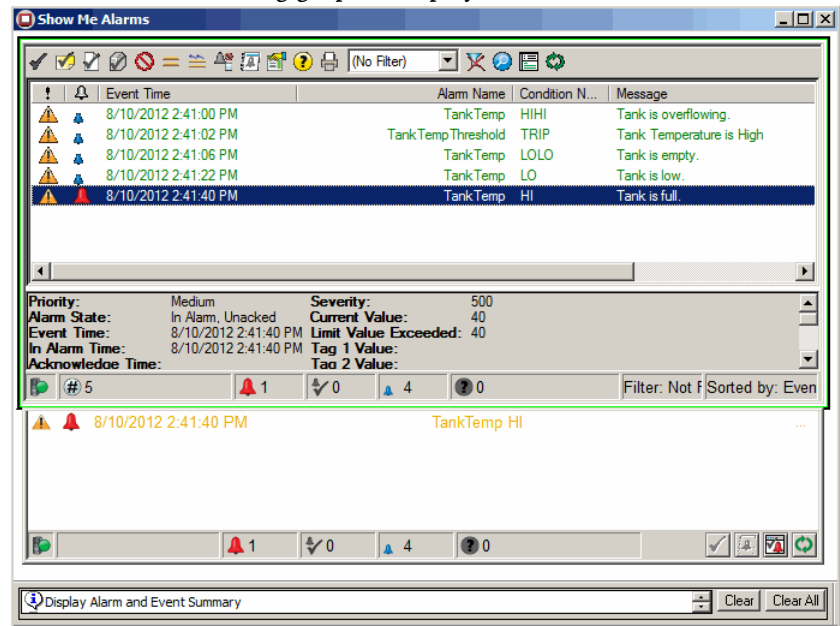 Show Me Alarms
(No Filter)
! Event Time Alarm Name Condition N... Message
8/10/2012 2:41:00 PM TankTemp HIHI Tank is overflowing.
8/10/2012 2:41:02 PM TankTempThreshold TRIP Tank Temperature is High
8/10/2012 2:41:06 PM TankTemp LOLO Tank is empty.
8/10/2012 2:41:22 PM TankTemp LO Tank is low.
8/10/2012 2:41:40 PM TankTemp HI Tank is full.
Priority: Medium Severity: 500
Alarm State: In Alarm, Unacked Current Value: 40
Event Time: 8/10/2012 2:41:40 PM Limit Value Exceeded: 40
In Alarm Time: 8/10/2012 2:41:40 PM Tag 1 Value:
Acknowledge Time: Tag 2 Value:
# 5 1 0 4 ? 0 Filter: Not F Sorted by: Even
8/10/2012 2:41:40 PM TankTemp HI ...
1 0 4 ? 0
Display Alarm and Event Summary Clear Clear All